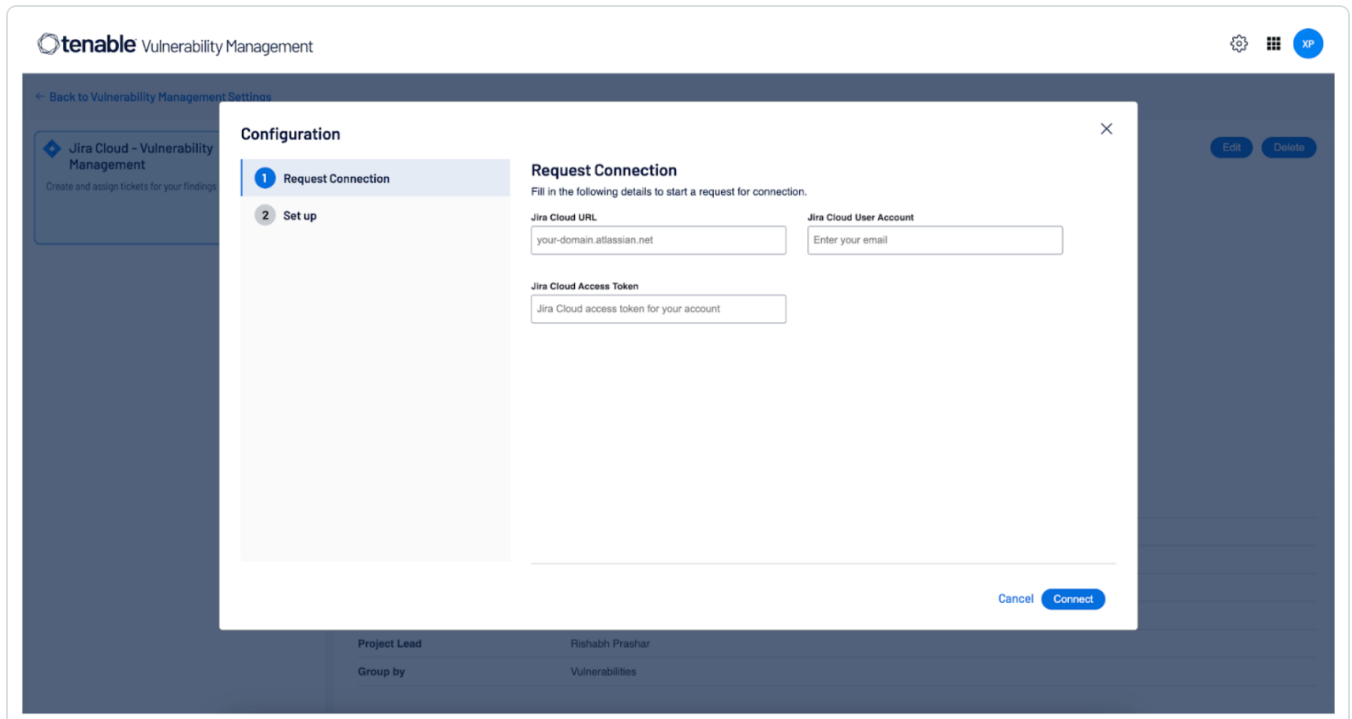 tenable Vulnerability Management
XP
← Back to Vulnerability Management Settings
Jira Cloud - Vulnerability
Management
Create and assign tickets for your findings
Edit
Delete
Configuration
1 Request Connection
2 Set up
Request Connection
Fill in the following details to start a request for connection.
Jira Cloud URL
your-domain.atlassian.net
Jira Cloud User Account
Enter your email
Jira Cloud Access Token
Jira Cloud access token for your account
Cancel
Connect
Project Lead Rishabh Prashar
Group by Vulnerabilities